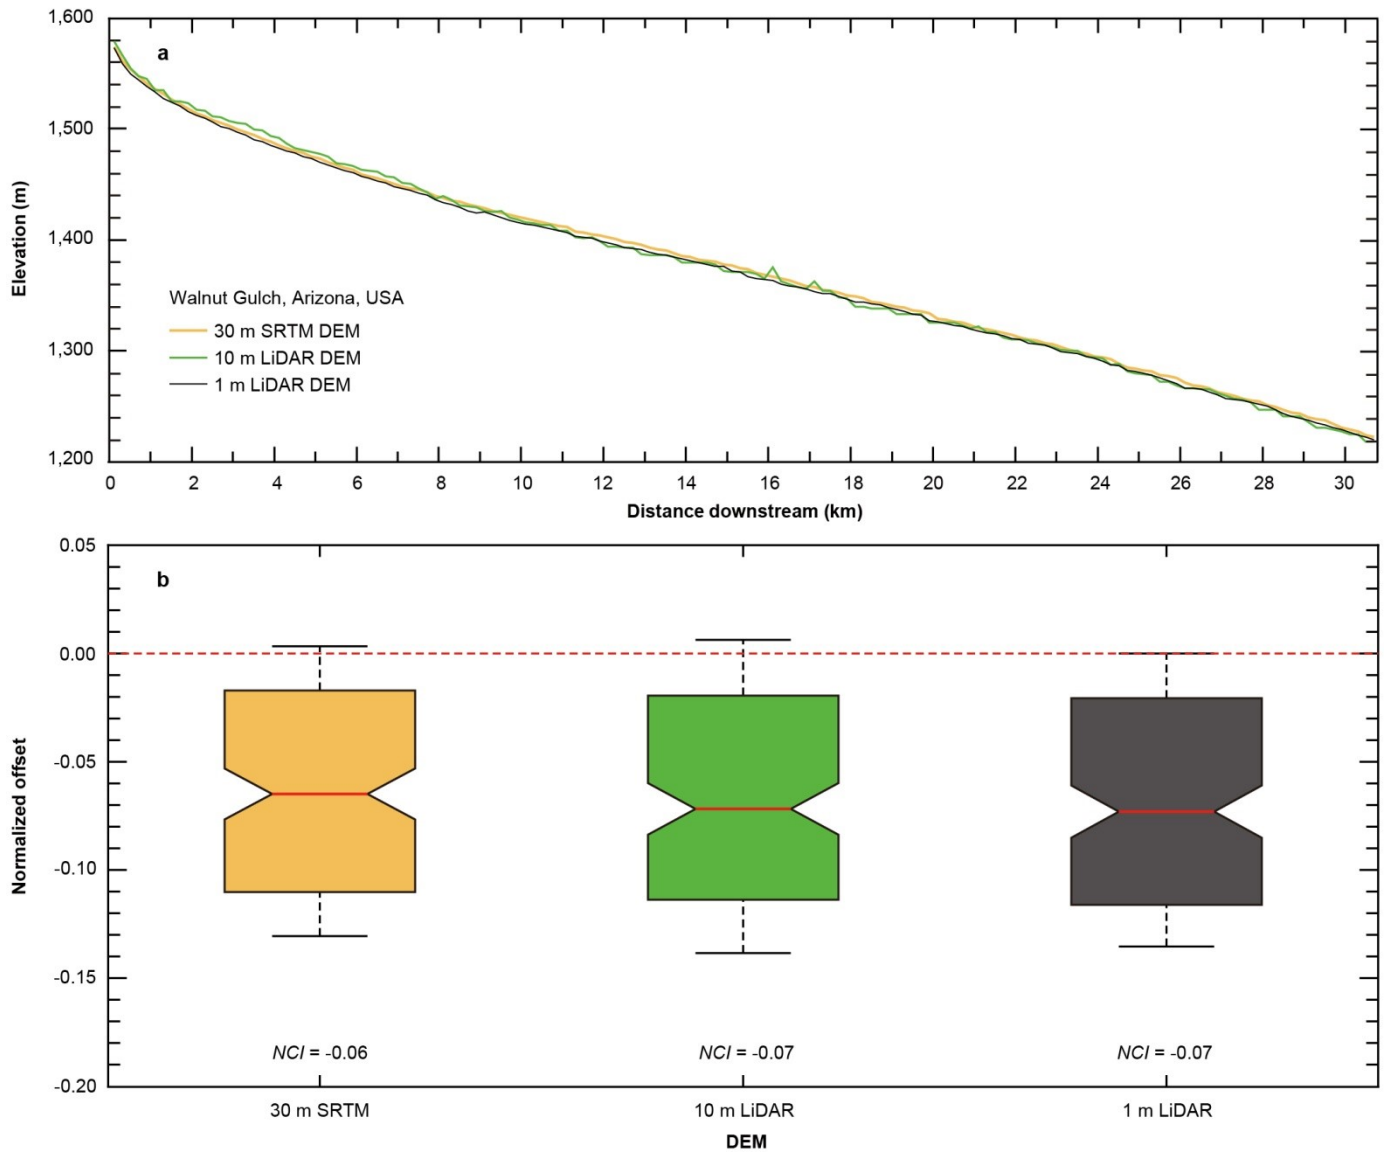 1,600
a
1,500
1,400
1,300
1,200
Elevation (m)
Walnut Gulch, Arizona, USA
30 m SRTM DEM
10 m LiDAR DEM
1 m LiDAR DEM
0 2 4 6 8 10 12 14 16 18 20 22 24 26 28 30
Distance downstream (km)
0.05
b
0.00
-0.05
-0.10
-0.15
-0.20
Normalized offset
NCI = -0.06 NCI = -0.07 NCI = -0.07
30 m SRTM 10 m LiDAR 1 m LiDAR
DEM